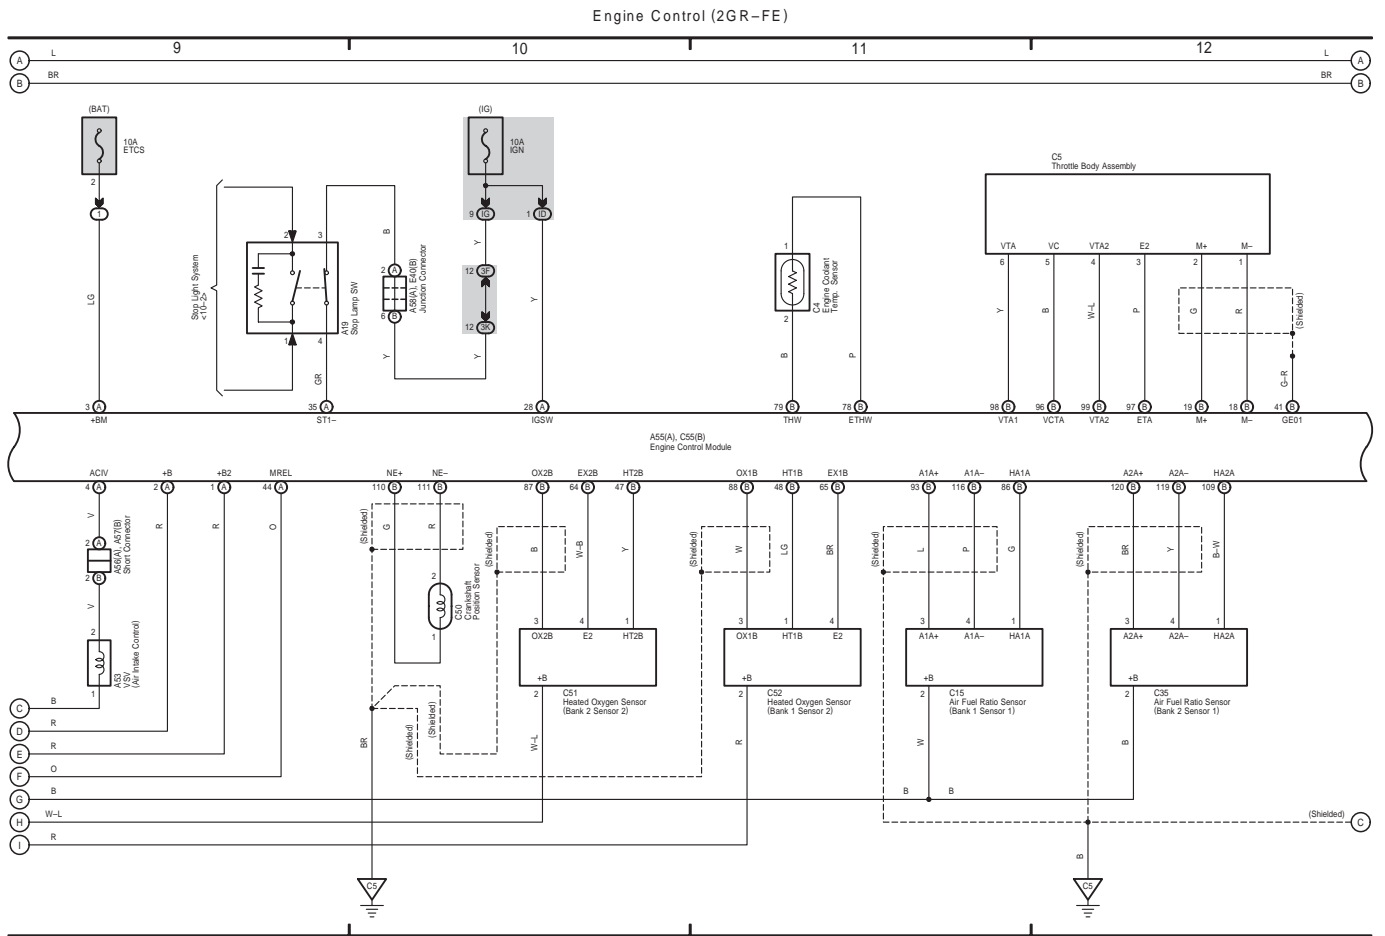 Engine Control (2GR–FE)
9 10 11 12
A L L A
B BR BR B
(BAT) (IG)
10A
ETCS
10A
IGN
C5
Throttle Body Assembly
2
1
9 IG 1 ID
VTA VC VTA2 E2 M+ M–
6 5 4 3 2 1
Stop Light System
<10–2>
2 3
1 4
A19
Stop Lamp SW
B
2 A
6 B
A58(A), E40(B)
Junction Connector
Y
12 3F
12 3K
Y Y
Y
1
2
C4
Engine Coolant
Temp. Sensor
LG
GR
B P
Y B W–L P G R
(Shielded)
G–R
3 A 35 A 28 A 79 B 78 B 98 B 96 B 99 B 97 B 19 B 18 B 41 B
+BM ST1– IGSW THW ETHW VTA1 VCTA VTA2 ETA M+ M– GE01
A55(A), C55(B)
Engine Control Module
ACIV +B +B2 MREL NE+ NE– OX2B EX2B HT2B OX1B HT1B EX1B A1A+ A1A– HA1A A2A+ A2A– HA2A
4 A 2 A 1 A 44 A 110 B 111 B 87 B 64 B 47 B 88 B 48 B 65 B 93 B 116 B 86 B 120 B 119 B 109 B
V R R O (Shielded) G R (Shielded) B W–B Y (Shielded) W LG BR (Shielded) L P G (Shielded) BR Y B–W
2 A
2 B
A56(A), A57(B)
Short Connector
V
2
1
A53
VSV
(Air Intake Control)
2
1
C50
Crankshaft
Position Sensor
3 4 1 3 1 4 3 4 1 3 4 1
OX2B E2 HT2B OX1B HT1B E2 A1A+ A1A– HA1A A2A+ A2A– HA2A
+B +B +B +B
2 2 2 2
C51
Heated Oxygen Sensor
(Bank 2 Sensor 2)
C52
Heated Oxygen Sensor
(Bank 1 Sensor 2)
C15
Air Fuel Ratio Sensor
(Bank 1 Sensor 1)
C35
Air Fuel Ratio Sensor
(Bank 2 Sensor 1)
C B
D R
E R
F O
G B
H W–L
I R
BR (Shielded) (Shielded) W–L R W B
B B
(Shielded) C
B
C5 C5